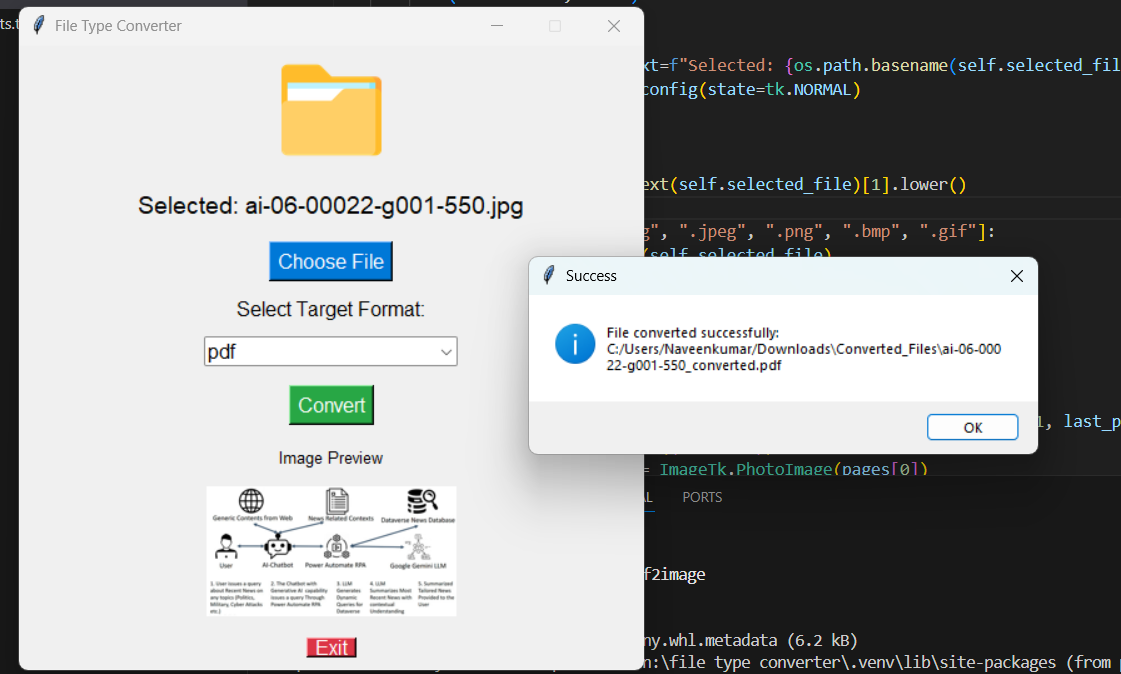 ts.t
File Type Converter
xt=f"Selected: {os.path.basename(self.selected_fil
config(state=tk.NORMAL)
Selected: ai-06-00022-g001-550.jpg
ext(self.selected_file)[1].lower()
g", ".jpeg", ".png", ".bmp", ".gif"]:
(self.selected_file)
Choose File
Select Target Format:
pdf
Convert
Success
File converted successfully:
C:/Users/Naveenkumar/Downloads\Converted_Files\ai-06-000
22-g001-550_converted.pdf
OK
1, last_p
= ImageTk.PhotoImage(pages[0])
Image Preview
AL
PORTS
Generic Contents from Web
News Related Contexts
Dataverse News Database
User
AI-Chatbot
Power Automate RPA
Google Gemini LLM
1. User issues a query
about Recent News on
any topics (Politics,
Military, Cyber Attacks
etc.)
2. The Chatbot with
Generative AI capability
issues a query Through
Power Automate RPA
3. LLM
Generates
Dynamic
Queries for
Dataverse
4. LLM
Summarizes Most
Recent News with
contextual
Understanding
5. Summarized
Tailored News
Provided to the
User
Exit
f2image
ny.whl.metadata (6.2 kB)
n:\file type converter\.venv\lib\site-packages (from p